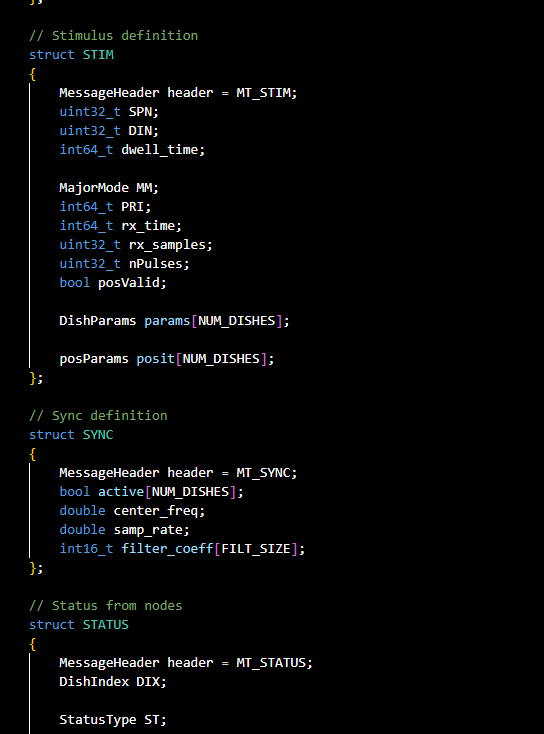 };
// Stimulus definition
struct STIM
{
MessageHeader header = MT_STIM;
uint32_t SPN;
uint32_t DIN;
int64_t dwell_time;
MajorMode MM;
int64_t PRI;
int64_t rx_time;
uint32_t rx_samples;
uint32_t nPulses;
bool posValid;
DishParams params[NUM_DISHES];
posParams posit[NUM_DISHES];
};
// Sync definition
struct SYNC
{
MessageHeader header = MT_SYNC;
bool active[NUM_DISHES];
double center_freq;
double samp_rate;
int16_t filter_coeff[FILT_SIZE];
};
// Status from nodes
struct STATUS
{
MessageHeader header = MT_STATUS;
DishIndex DIX;
StatusType ST;